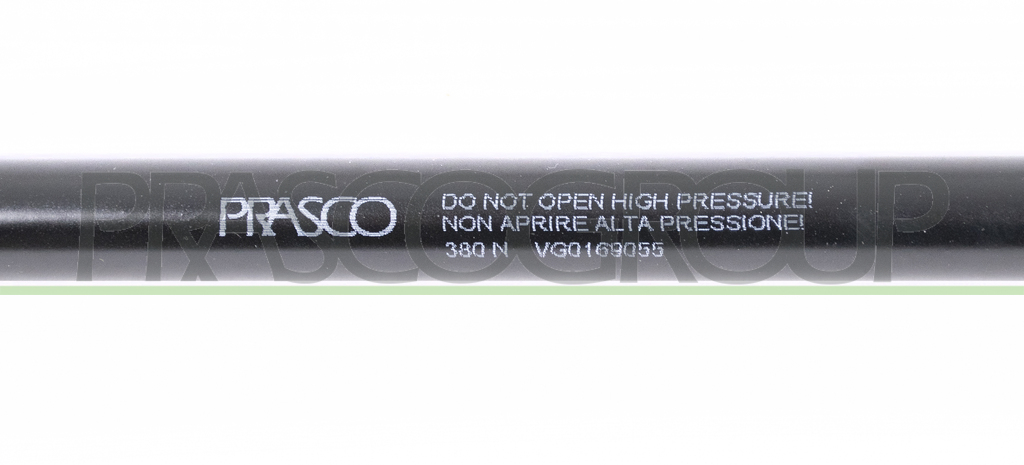 PRASCOGROUP
PRASCO
DO NOT OPEN HIGH PRESSURE!
NON APRIRE ALTA PRESSIONE!
380 N VG0169055